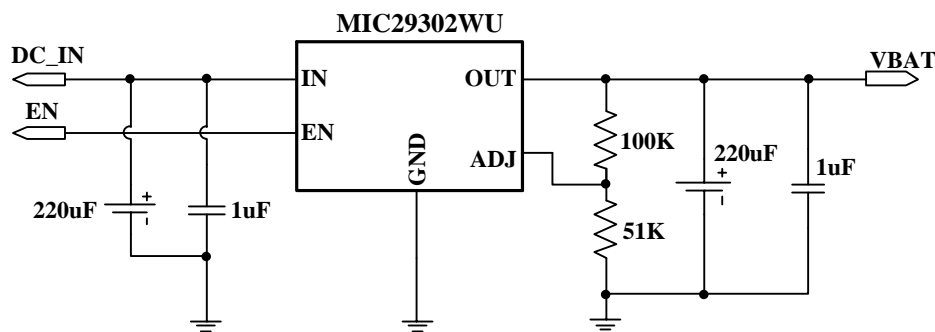 MIC29302WU
DC_IN
IN
OUT
VBAT
EN
EN
GND
ADJ
100K
220uF
+
-
1uF
220uF
+
-
1uF
51K